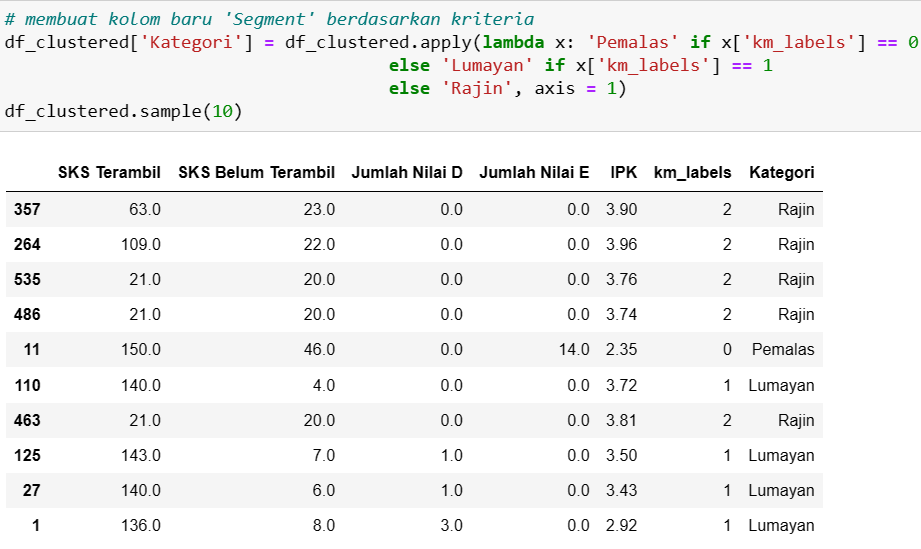 # membuat kolom baru 'Segment' berdasarkan kriteria
df_clustered['Kategori'] = df_clustered.apply(lambda x: 'Pemalas' if x['km_labels'] == 0
else 'Lumayan' if x['km_labels'] == 1
else 'Rajin', axis = 1)
df_clustered.sample(10)
SKS Terambil SKS Belum Terambil Jumlah Nilai D Jumlah Nilai E IPK km_labels Kategori
357 63.0 23.0 0.0 0.0 3.90 2 Rajin
264 109.0 22.0 0.0 0.0 3.96 2 Rajin
535 21.0 20.0 0.0 0.0 3.76 2 Rajin
486 21.0 20.0 0.0 0.0 3.74 2 Rajin
11 150.0 46.0 0.0 14.0 2.35 0 Pemalas
110 140.0 4.0 0.0 0.0 3.72 1 Lumayan
463 21.0 20.0 0.0 0.0 3.81 2 Rajin
125 143.0 7.0 1.0 0.0 3.50 1 Lumayan
27 140.0 6.0 1.0 0.0 3.43 1 Lumayan
1 136.0 8.0 3.0 0.0 2.92 1 Lumayan